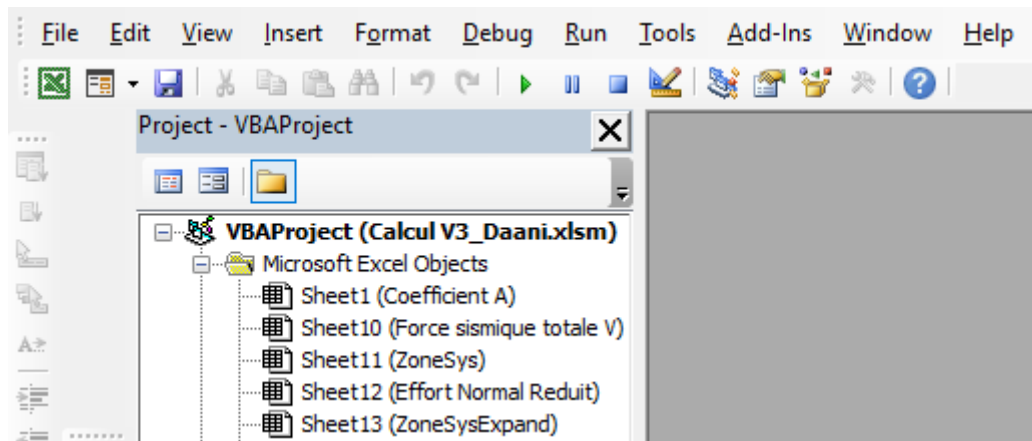 File Edit View Insert Format Debug Run Tools Add-Ins Window Help
Project - VBAProject
VBAProject (Calcul V3_Daani.xlsm)
Microsoft Excel Objects
Sheet1 (Coefficient A)
Sheet10 (Force sismique totale V)
Sheet11 (ZoneSys)
Sheet12 (Effort Normal Reduit)
Sheet13 (ZoneSysExpand)